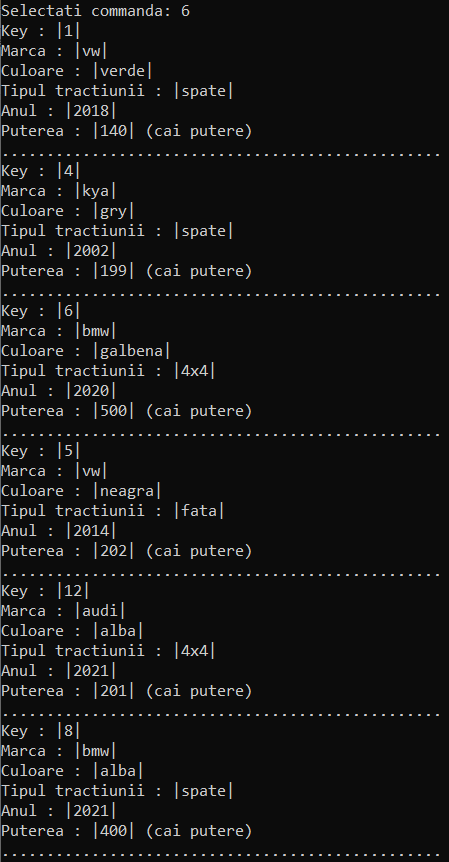 Selectati commanda: 6
Key : |1|
Marca : |vw|
Culoare : |verde|
Tipul tractiunii : |spate|
Anul : |2018|
Puterea : |140| (cai putere)
................................................
Key : |4|
Marca : |kya|
Culoare : |gry|
Tipul tractiunii : |spate|
Anul : |2002|
Puterea : |199| (cai putere)
................................................
Key : |6|
Marca : |bmw|
Culoare : |galbena|
Tipul tractiunii : |4x4|
Anul : |2020|
Puterea : |500| (cai putere)
................................................
Key : |5|
Marca : |vw|
Culoare : |neagra|
Tipul tractiunii : |fata|
Anul : |2014|
Puterea : |202| (cai putere)
................................................
Key : |12|
Marca : |audi|
Culoare : |alba|
Tipul tractiunii : |4x4|
Anul : |2021|
Puterea : |201| (cai putere)
................................................
Key : |8|
Marca : |bmw|
Culoare : |alba|
Tipul tractiunii : |spate|
Anul : |2021|
Puterea : |400| (cai putere)
................................................